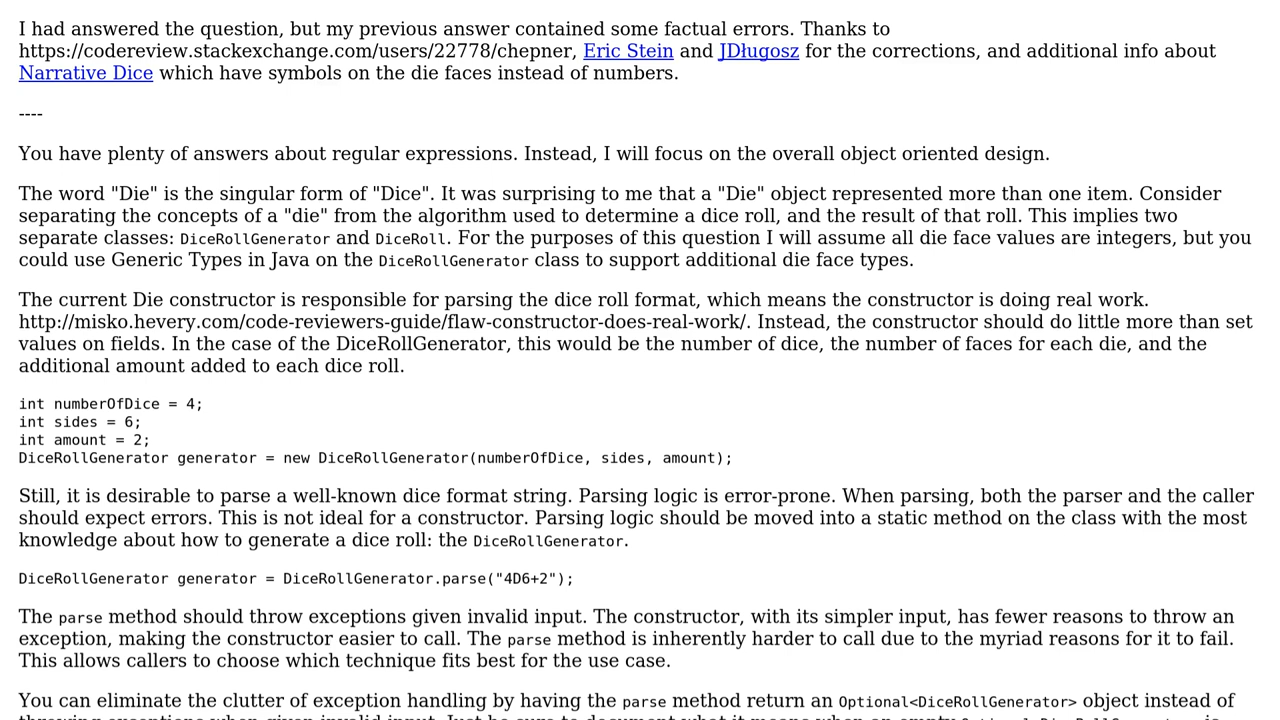 I had answered the question, but my previous answer contained some factual errors. Thanks to
https://codereview.stackexchange.com/users/22778/chepner, Eric Stein and JDługosz for the corrections, and additional info about
Narrative Dice which have symbols on the die faces instead of numbers.
----
You have plenty of answers about regular expressions. Instead, I will focus on the overall object oriented design.
The word "Die" is the singular form of "Dice". It was surprising to me that a "Die" object represented more than one item. Consider
separating the concepts of a "die" from the algorithm used to determine a dice roll, and the result of that roll. This implies two
separate classes: DiceRollGenerator and DiceRoll. For the purposes of this question I will assume all die face values are integers, but you
could use Generic Types in Java on the DiceRollGenerator class to support additional die face types.
The current Die constructor is responsible for parsing the dice roll format, which means the constructor is doing real work.
http://misko.hevery.com/code-reviewers-guide/flaw-constructor-does-real-work/. Instead, the constructor should do little more than set
values on fields. In the case of the DiceRollGenerator, this would be the number of dice, the number of faces for each die, and the
additional amount added to each dice roll.
int numberOfDice = 4;
int sides = 6;
int amount = 2;
DiceRollGenerator generator = new DiceRollGenerator(numberOfDice, sides, amount);
Still, it is desirable to parse a well-known dice format string. Parsing logic is error-prone. When parsing, both the parser and the caller
should expect errors. This is not ideal for a constructor. Parsing logic should be moved into a static method on the class with the most
knowledge about how to generate a dice roll: the DiceRollGenerator.
DiceRollGenerator generator = DiceRollGenerator.parse("4D6+2");
The parse method should throw exceptions given invalid input. The constructor, with its simpler input, has fewer reasons to throw an
exception, making the constructor easier to call. The parse method is inherently harder to call due to the myriad reasons for it to fail.
This allows callers to choose which technique fits best for the use case.
You can eliminate the clutter of exception handling by having the parse method return an Optional<DiceRollGenerator> object instead of